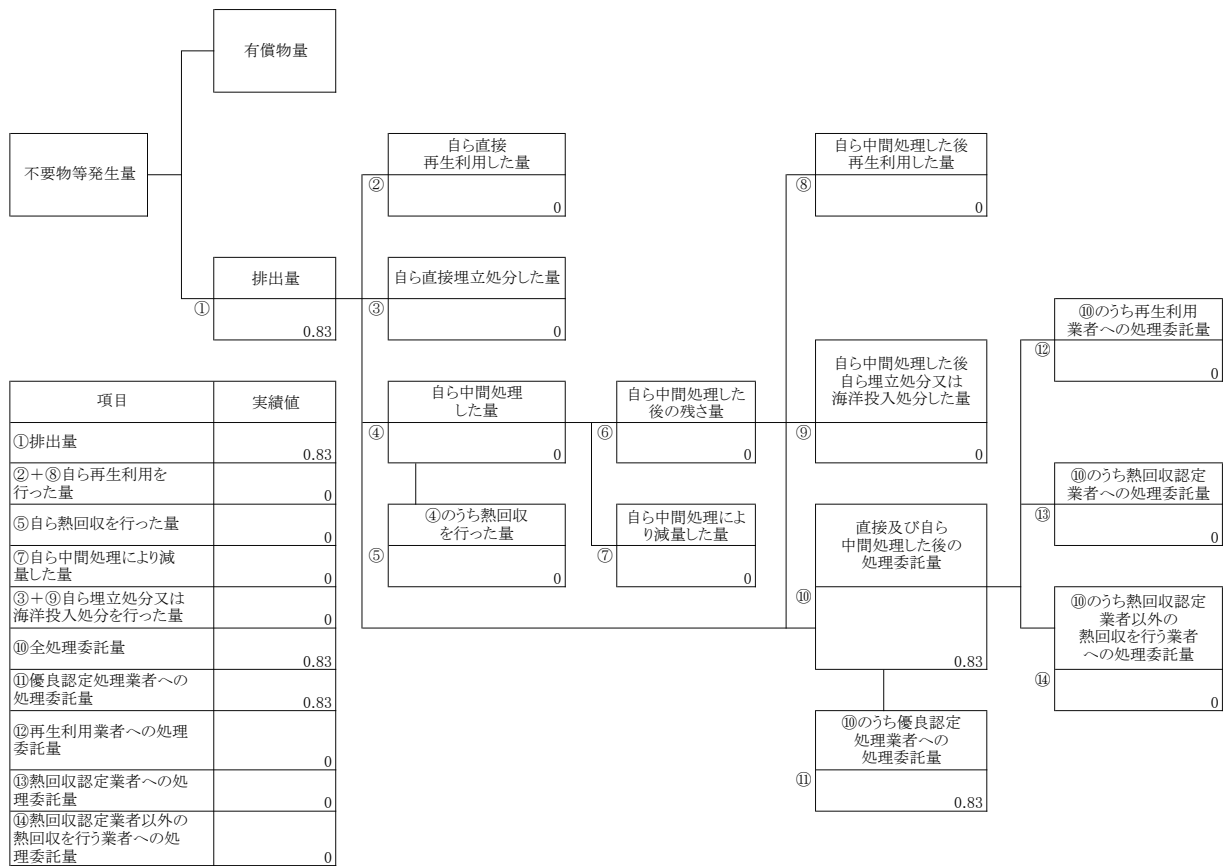 有償物量
不要物等発生量
自ら直接
再生利用した量
②
0
自ら中間処理した後
再生利用した量
⑧
0
排出量
①
0.83
自ら直接埋立処分した量
③
0
⑩のうち再生利用
業者への処理委託量
⑫
0
自ら中間処理
した量
④
0
自ら中間処理した
後の残さ量
⑥
0
自ら中間処理した後
自ら埋立処分又は
海洋投入処分した量
⑨
0
④のうち熱回収
を行った量
⑤
0
自ら中間処理によ
り減量した量
⑦
0
直接及び自ら
中間処理した後の
処理委託量
⑩
0.83
⑩のうち熱回収認定
業者への処理委託量
⑬
0
⑩のうち熱回収認定
業者以外の
熱回収を行う業者
への処理委託量
⑭
0
⑩のうち優良認定
処理業者への
処理委託量
⑪
0.83
項目 実績値
①排出量 0.83
②+⑧自ら再生利用を
行った量 0
⑤自ら熱回収を行った量 0
⑦自ら中間処理により減
量した量 0
③+⑨自ら埋立処分又は
海洋投入処分を行った量 0
⑩全処理委託量 0.83
⑪優良認定処理業者への
処理委託量 0.83
⑫再生利用業者への処理
委託量 0
⑬熱回収認定業者への処
理委託量 0
⑭熱回収認定業者以外の
熱回収を行う業者への処
理委託量 0